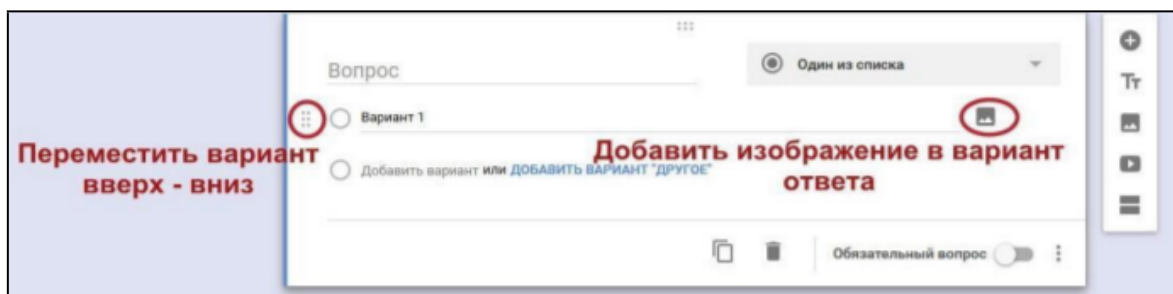 Вопрос
Один из списка
Вариант 1
Переместить вариант
вверх - вниз
Добавить вариант или ДОБАВИТЬ ВАРИАНТ "ДРУГОЕ"
Добавить изображение в вариант
ответа
Обязательный вопрос
Тт